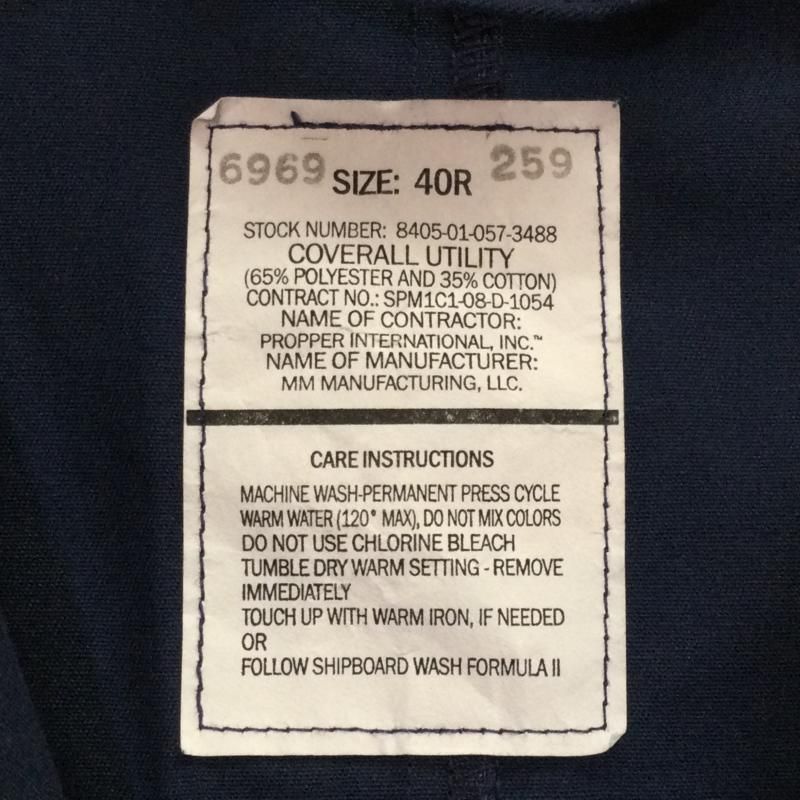 6969 SIZE: 40R 259
STOCK NUMBER: 8405-01-057-3488
COVERALL UTILITY
(65% POLYESTER AND 35% COTTON)
CONTRACT NO.: SPM1C1-08-D-1054
NAME OF CONTRACTOR:
PROPPER INTERNATIONAL, INC.™
NAME OF MANUFACTURER:
MM MANUFACTURING, LLC.
CARE INSTRUCTIONS
MACHINE WASH-PERMANENT PRESS CYCLE
WARM WATER (120° MAX), DO NOT MIX COLORS
DO NOT USE CHLORINE BLEACH
TUMBLE DRY WARM SETTING - REMOVE
IMMEDIATELY
TOUCH UP WITH WARM IRON, IF NEEDED
OR
FOLLOW SHIPBOARD WASH FORMULA II